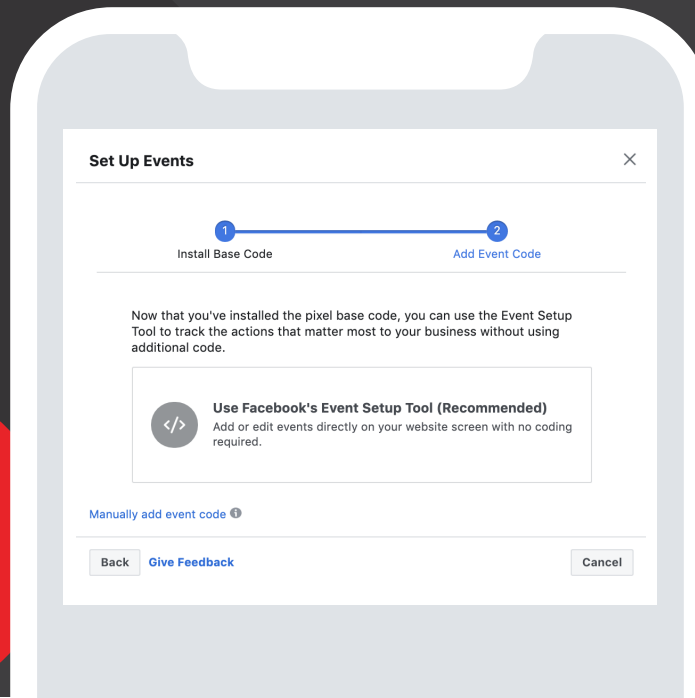 Set Up Events
1
2
Install Base Code
Add Event Code
Now that you've installed the pixel base code, you can use the Event Setup
Tool to track the actions that matter most to your business without using
additional code.
</>
Use Facebook's Event Setup Tool (Recommended)
Add or edit events directly on your website screen with no coding
required.
Manually add event code
Back
Give Feedback
Cancel